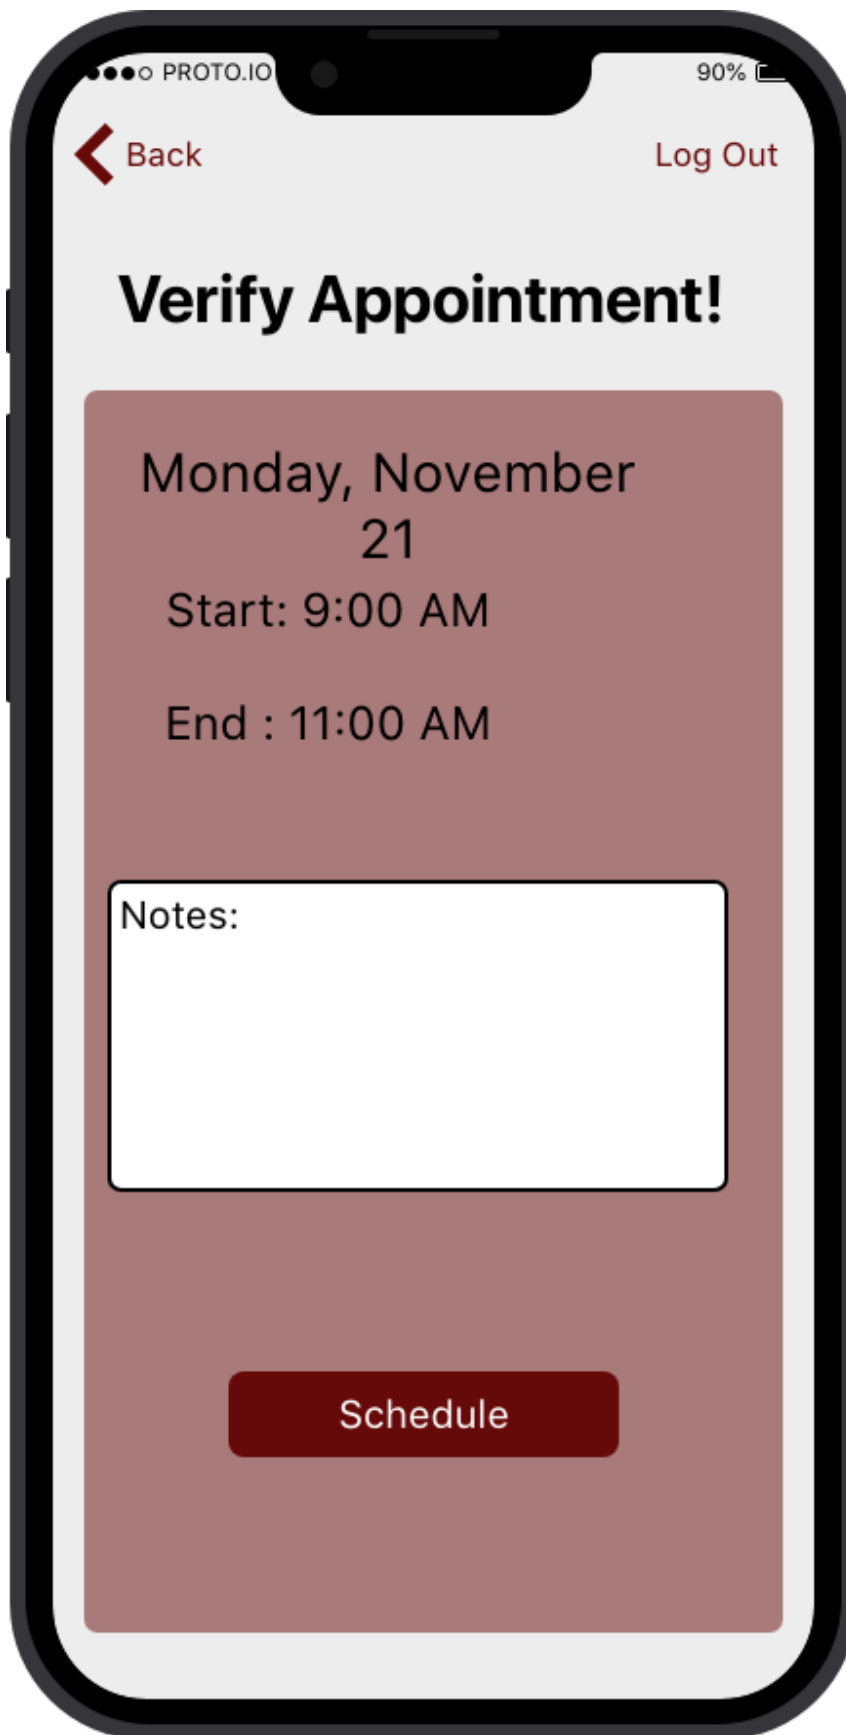 PROTO.IO 90%
Back Log Out
Verify Appointment!
Monday, November
21
Start: 9:00 AM
End : 11:00 AM
Notes:
Schedule